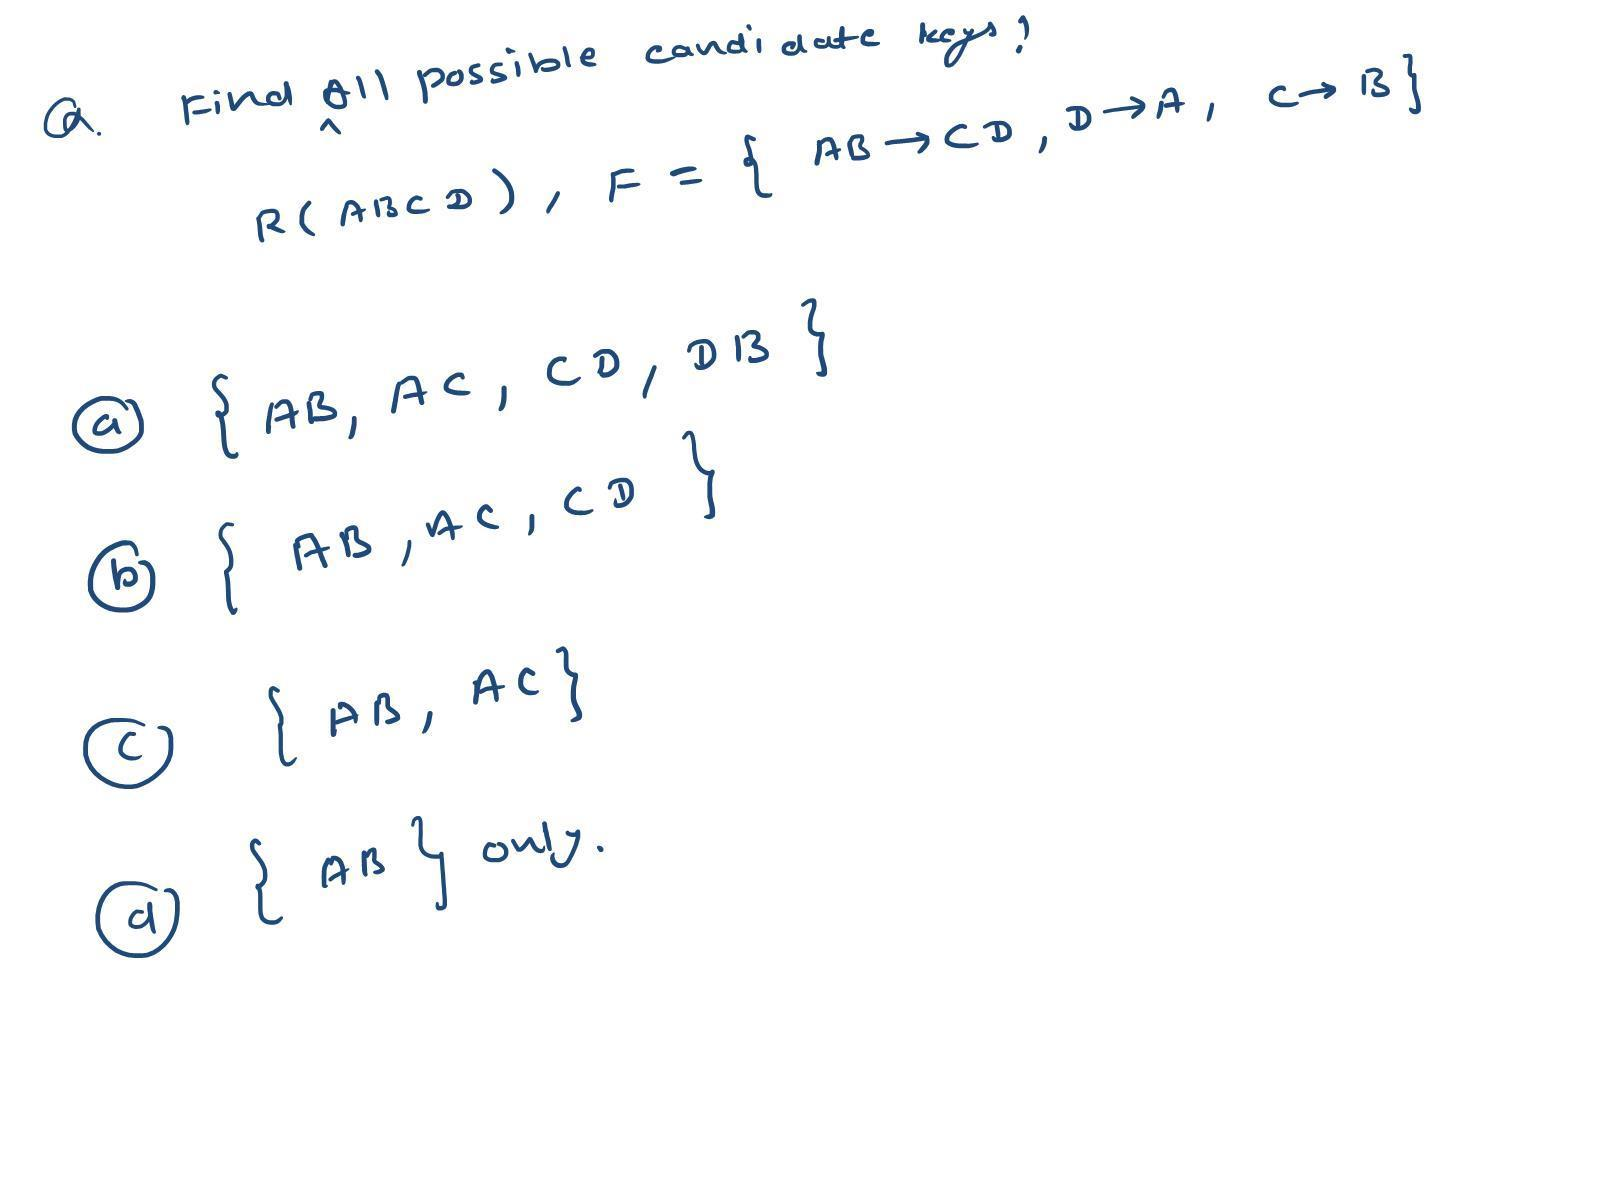 Q. Find All possible candidate keys?
^
R( ABCD ) , F = { AB → CD , D → A , C → B }
a { AB, AC , CD , DB }
b { AB , AC , CD }
c { AB , AC }
d { AB } only.